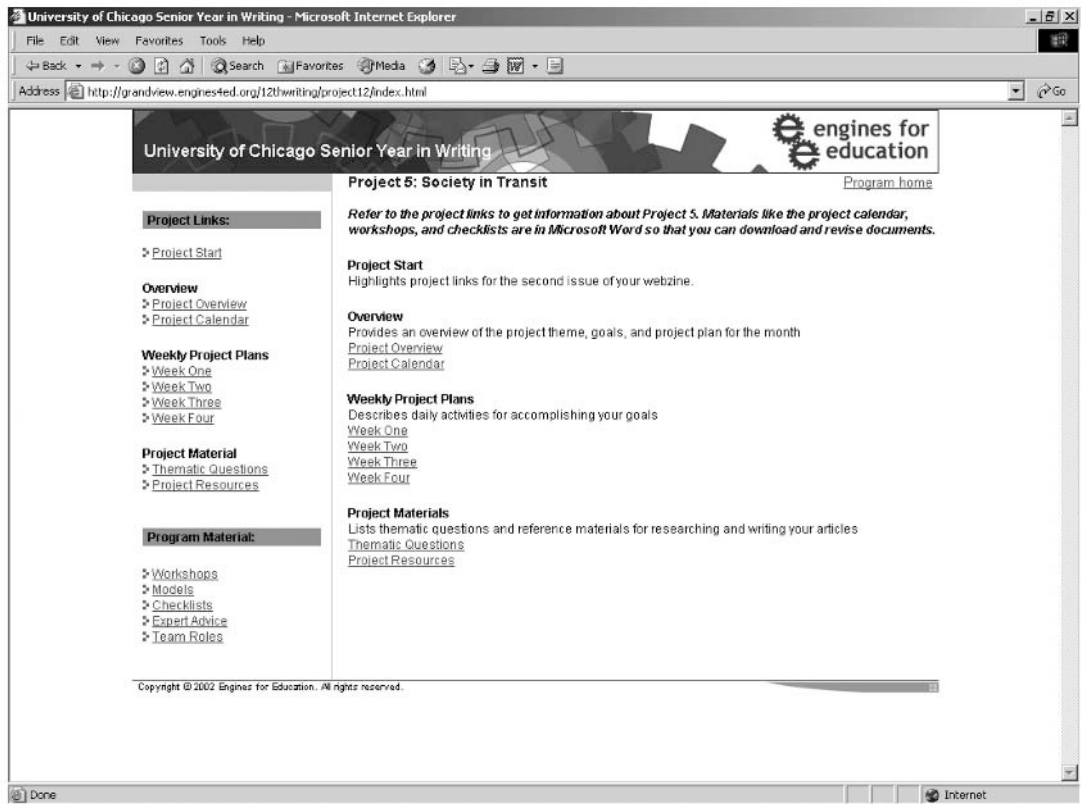 University of Chicago Senior Year in Writing - Microsoft Internet Explorer
File Edit View Favorites Tools Help
Back Search Favorites Media
Address http://grandview.engines4ed.org/12thwriting/project12/index.html Go
University of Chicago Senior Year in Writing
engines for
education
Project 5: Society in Transit
Program home
Project Links:
Project Start
Overview
Project Overview
Project Calendar
Weekly Project Plans
Week One
Week Two
Week Three
Week Four
Project Material
Thematic Questions
Project Resources
Program Material:
Workshops
Models
Checklists
Expert Advice
Team Roles
Refer to the project links to get information about Project 5. Materials like the project calendar,
workshops, and checklists are in Microsoft Word so that you can download and revise documents.
Project Start
Highlights project links for the second issue of your webzine.
Overview
Provides an overview of the project theme, goals, and project plan for the month
Project Overview
Project Calendar
Weekly Project Plans
Describes daily activities for accomplishing your goals
Week One
Week Two
Week Three
Week Four
Project Materials
Lists thematic questions and reference materials for researching and writing your articles
Thematic Questions
Project Resources
Copyright © 2002 Engines for Education. All rights reserved.
Done Internet